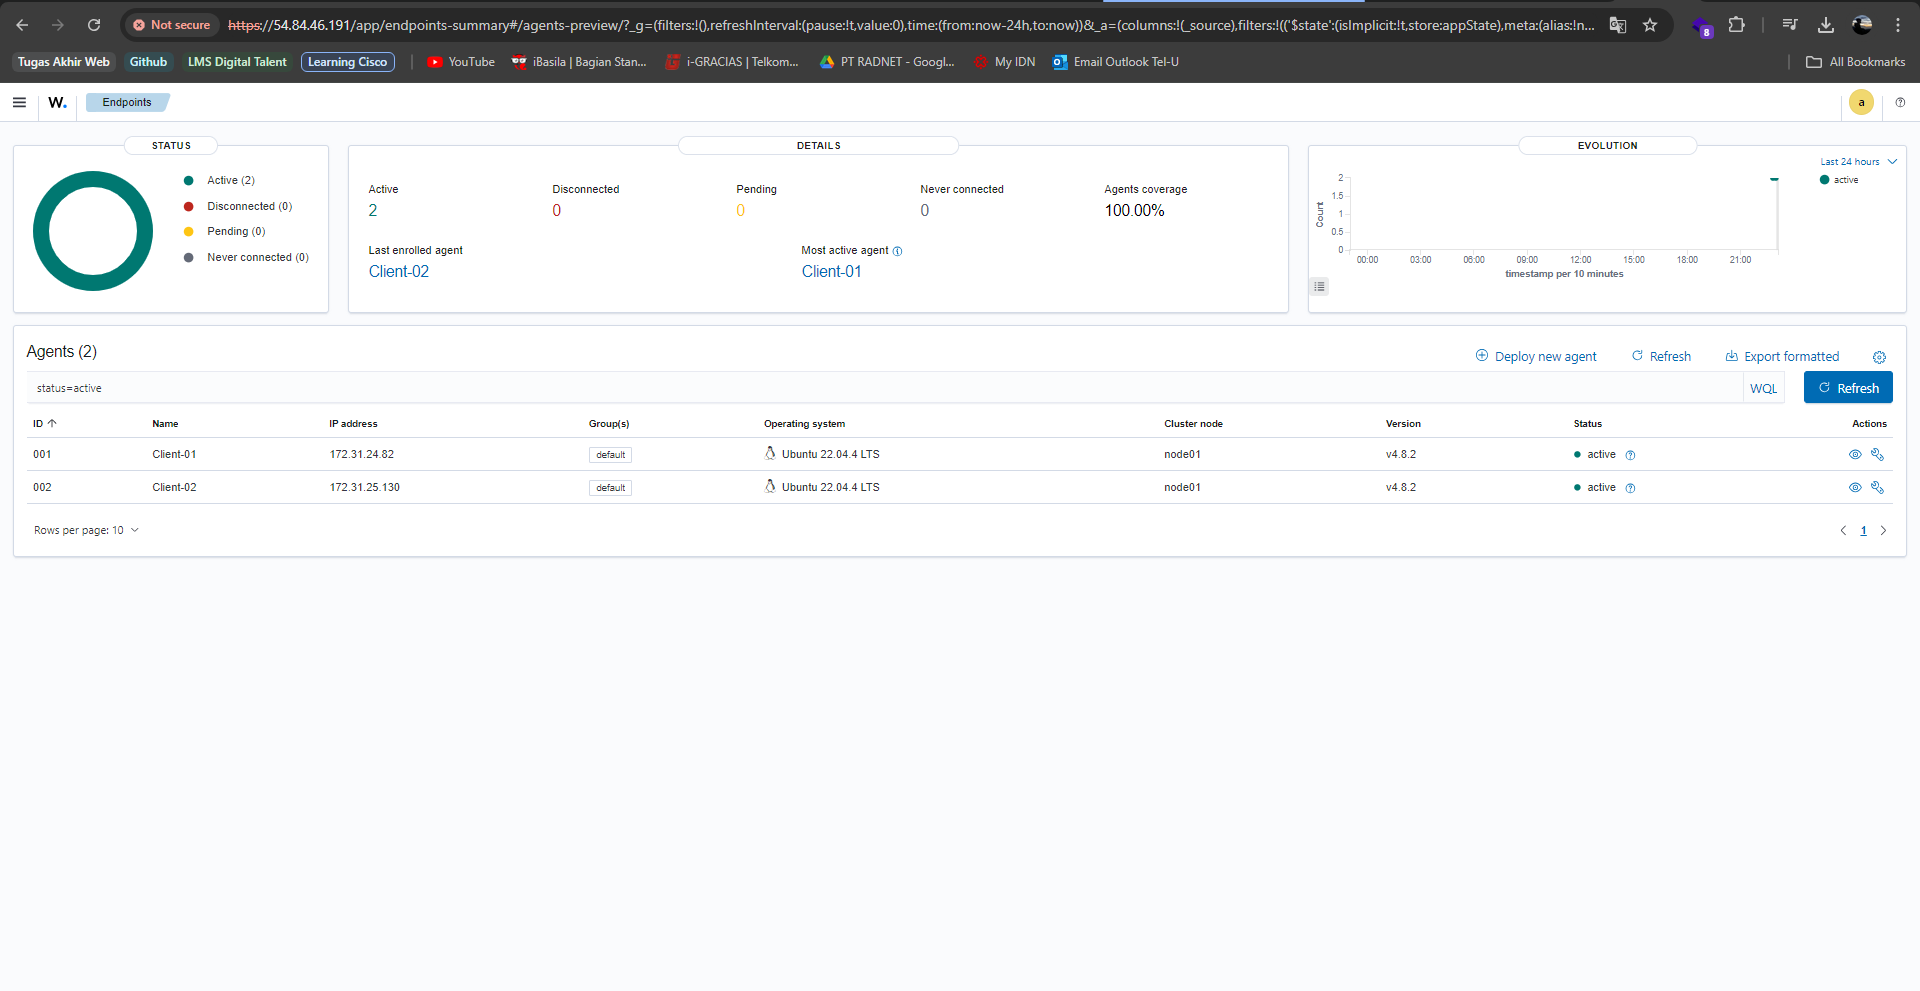 Not secure https://54.84.46.191/app/endpoints-summary#/agents-preview/?_g=(filters:!(),refreshInterval:(pause:!t,value:0),time:(from:now-24h,to:now))&_a=(columns:!(_source),filters:!(('$state':(isImplicit:!t,store:appState),meta:(alias:!n...
8
Tugas Akhir Web Github LMS Digital Talent Learning Cisco YouTube iBasila | Bagian Stan... i-GRACIAS | Telkom... PT RADNET - Googl... My IDN Email Outlook Tel-U All Bookmarks
W. Endpoints a
STATUS
Active (2)
Disconnected (0)
Pending (0)
Never connected (0)
DETAILS
Active Disconnected Pending Never connected Agents coverage
2 0 0 0 100.00%
Last enrolled agent Most active agent
Client-02 Client-01
EVOLUTION
Last 24 hours
active
2
1.5
1
0.5
0
Count
00:00 03:00 06:00 09:00 12:00 15:00 18:00 21:00
timestamp per 10 minutes
Agents (2)
Deploy new agent Refresh Export formatted
status=active WQL Refresh
ID Name IP address Group(s) Operating system Cluster node Version Status Actions
001 Client-01 172.31.24.82 default Ubuntu 22.04.4 LTS node01 v4.8.2 active
002 Client-02 172.31.25.130 default Ubuntu 22.04.4 LTS node01 v4.8.2 active
Rows per page: 10 1